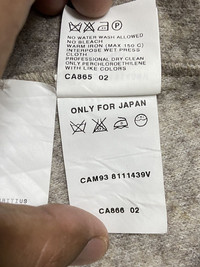 NO WATER WASH ALLOWED
NO BLEACH
WARM IRON (MAX 150 C)
INTERPOSE WET PRESS
CLOTH
PROFESSIONAL DRY CLEAN
ONLY PERCHLOROETHYLENE
WITH LIKE COLORS
CA865 02
ONLY FOR JAPAN
CAM93 8111439V
CA866 02